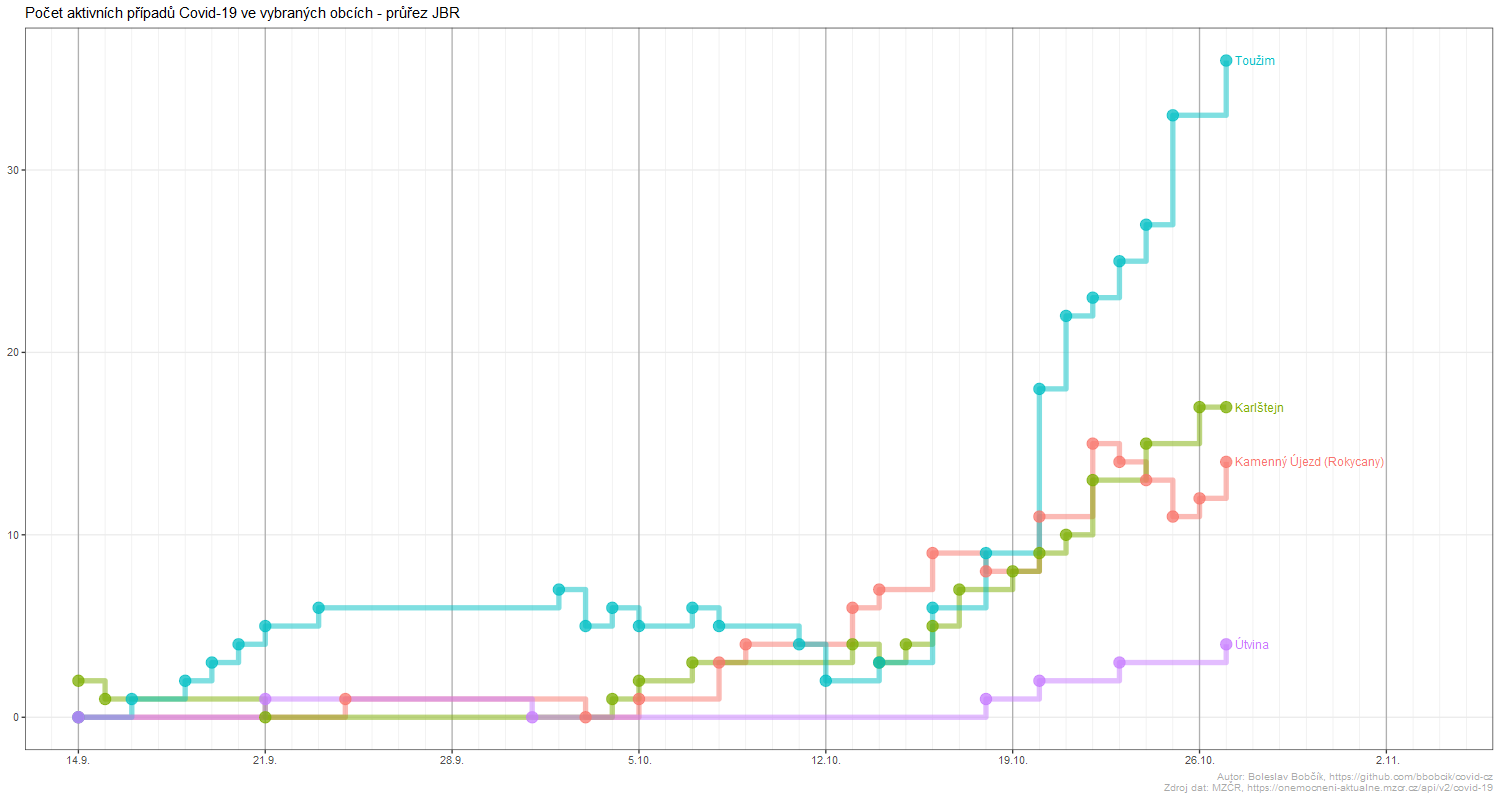 Počet aktivních případů Covid-19 ve vybraných obcích - průřez JBR
Toužim
30
20
Karlštejn
Kamenný Újezd (Rokycany)
10
Útvina
0
14.9. 21.9. 28.9. 5.10. 12.10. 19.10. 26.10. 2.11.
Autor: Boleslav Bobčík, https://github.com/bbobcik/covid-cz
Zdroj dat: MZČR, https://onemocneni-aktualne.mzcr.cz/api/v2/covid-19